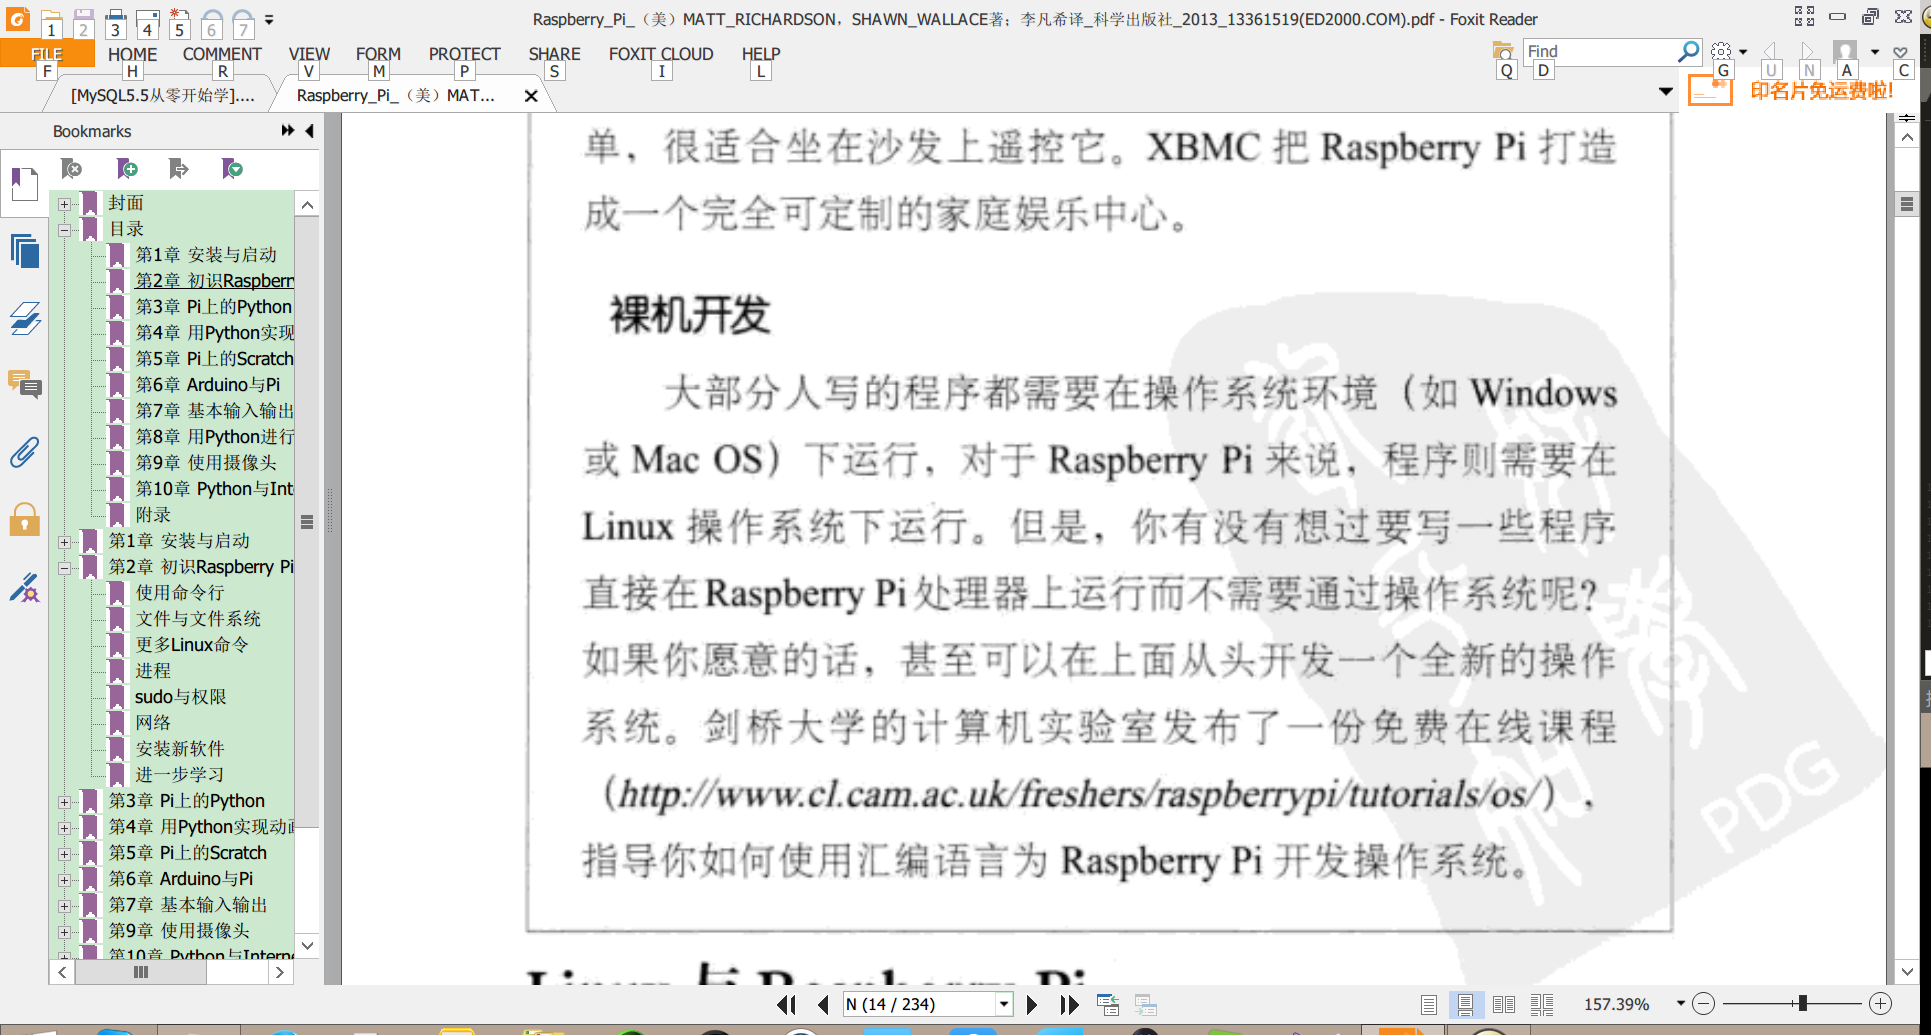 1 2 3 4 5 6 7
Raspberry_Pi_（美）MATT_RICHARDSON，SHAWN_WALLACE著；李凡希译_科学出版社_2013_13361519(ED2000.COM).pdf - Foxit Reader
FILE HOME COMMENT VIEW FORM PROTECT SHARE FOXIT CLOUD HELP
Find
F H R V M P S I L Q D G U N A C
[MySQL5.5从零开始学]....
Raspberry_Pi_（美）MAT...
印名片免运费啦!
Bookmarks
封面
目录
第1章 安装与启动
第2章 初识Raspberr
第3章 Pi上的Python
第4章 用Python实现
第5章 Pi上的Scratch
第6章 Arduino与Pi
第7章 基本输入输出
第8章 用Python进行
第9章 使用摄像头
第10章 Python与Int
附录
第1章 安装与启动
第2章 初识Raspberry Pi
使用命令行
文件与文件系统
更多Linux命令
进程
sudo与权限
网络
安装新软件
进一步学习
第3章 Pi上的Python
第4章 用Python实现动画
第5章 Pi上的Scratch
第6章 Arduino与Pi
第7章 基本输入输出
第9章 使用摄像头
第10章 Python与Interne
单，很适合坐在沙发上遥控它。XBMC 把 Raspberry Pi 打造
成一个完全可定制的家庭娱乐中心。
裸机开发
大部分人写的程序都需要在操作系统环境（如 Windows
或 Mac OS）下运行，对于 Raspberry Pi 来说，程序则需要在
Linux 操作系统下运行。但是，你有没有想过要写一些程序
直接在Raspberry Pi处理器上运行而不需要通过操作系统呢？
如果你愿意的话，甚至可以在上面从头开发一个全新的操作
系统。剑桥大学的计算机实验室发布了一份免费在线课程
（http://www.cl.cam.ac.uk/freshers/raspberrypi/tutorials/os/），
指导你如何使用汇编语言为 Raspberry Pi 开发操作系统。
PDG
Linux 与 Raspberry Pi
N (14 / 234)
157.39%